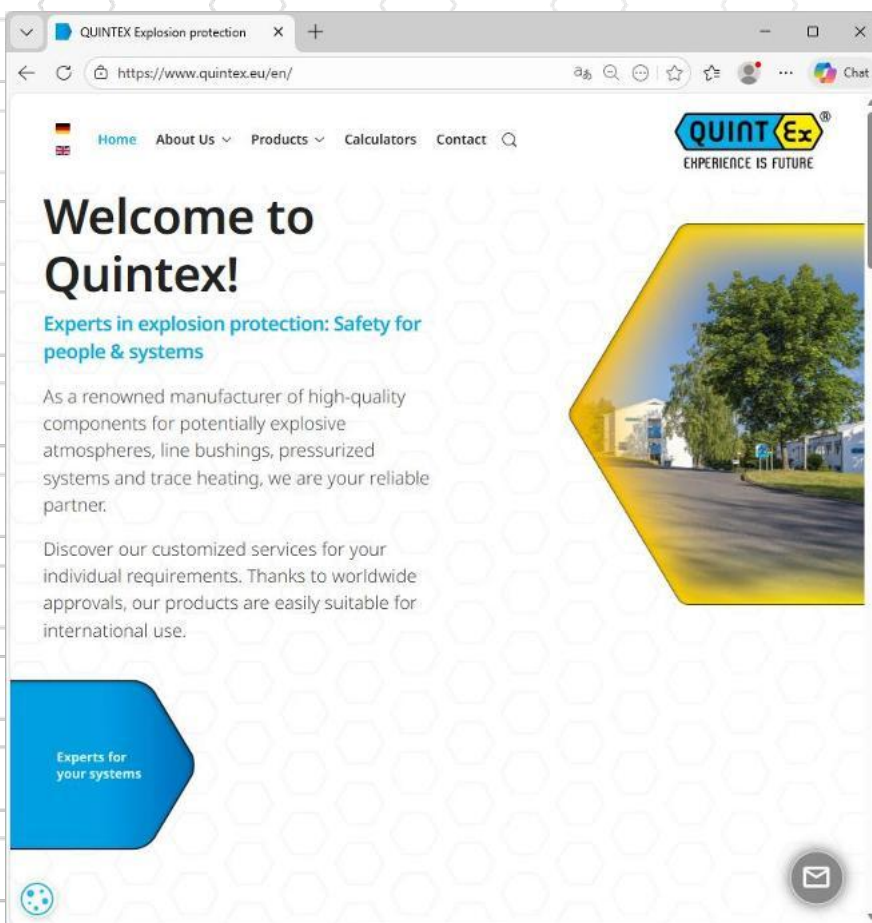 QUINTEX Explosion protection
https://www.quintex.eu/en/
Chat
Home About Us Products Calculators Contact
QUINT Ex ®
EXPERIENCE IS FUTURE
Welcome to
Quintex!
Experts in explosion protection: Safety for
people & systems
As a renowned manufacturer of high-quality
components for potentially explosive
atmospheres, line bushings, pressurized
systems and trace heating, we are your reliable
partner.
Discover our customized services for your
individual requirements. Thanks to worldwide
approvals, our products are easily suitable for
international use.
Experts for
your systems